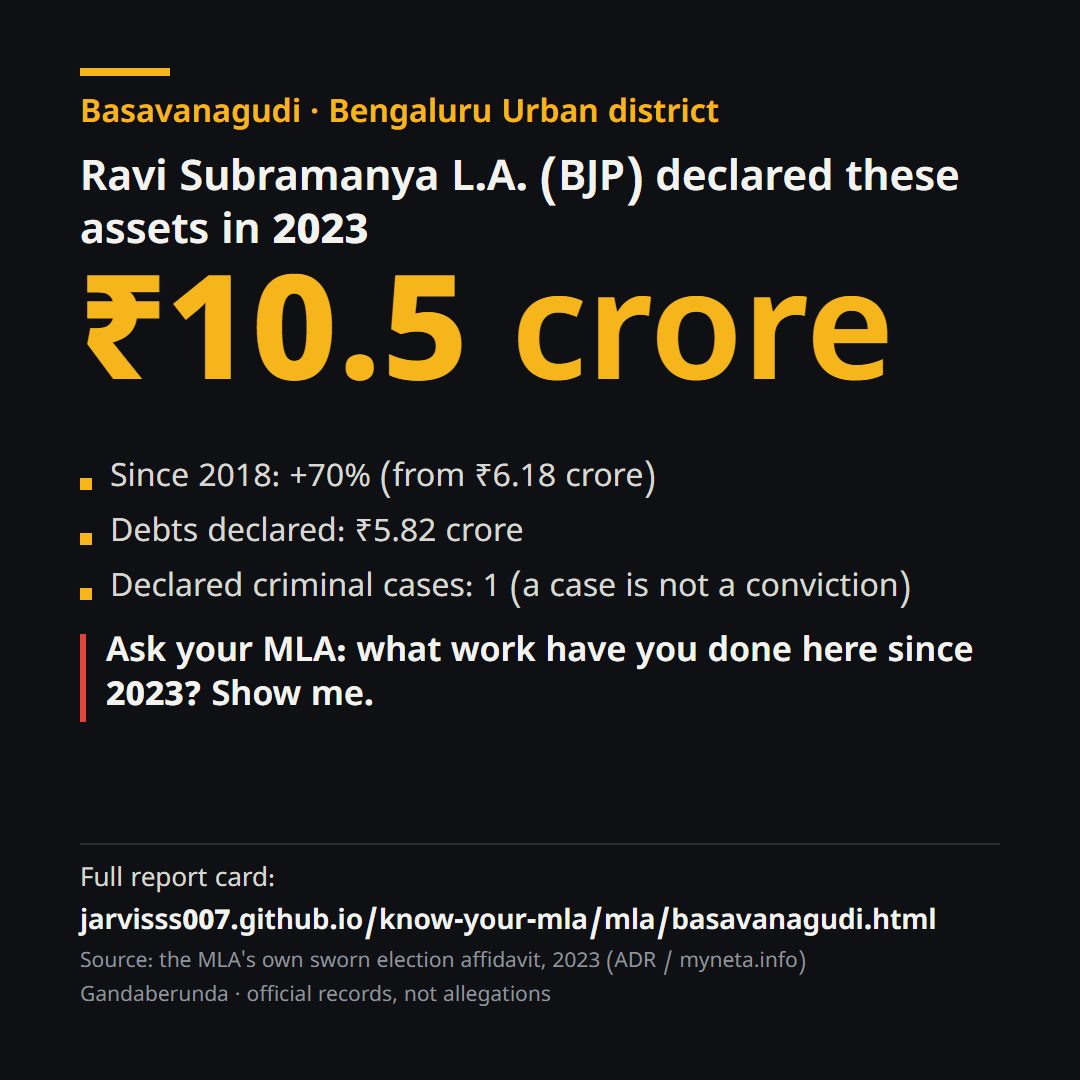 Basavanagudi · Bengaluru Urban district
Ravi Subramanya L.A. (BJP) declared these
assets in 2023
₹10.5 crore
Since 2018: +70% (from ₹6.18 crore)
Debts declared: ₹5.82 crore
Declared criminal cases: 1 (a case is not a conviction)
Ask your MLA: what work have you done here since
2023? Show me.
Full report card:
jarvisss007.github.io/know-your-mla/mla/basavanagudi.html
Source: the MLA's own sworn election affidavit, 2023 (ADR / myneta.info)
Gandaberunda · official records, not allegations